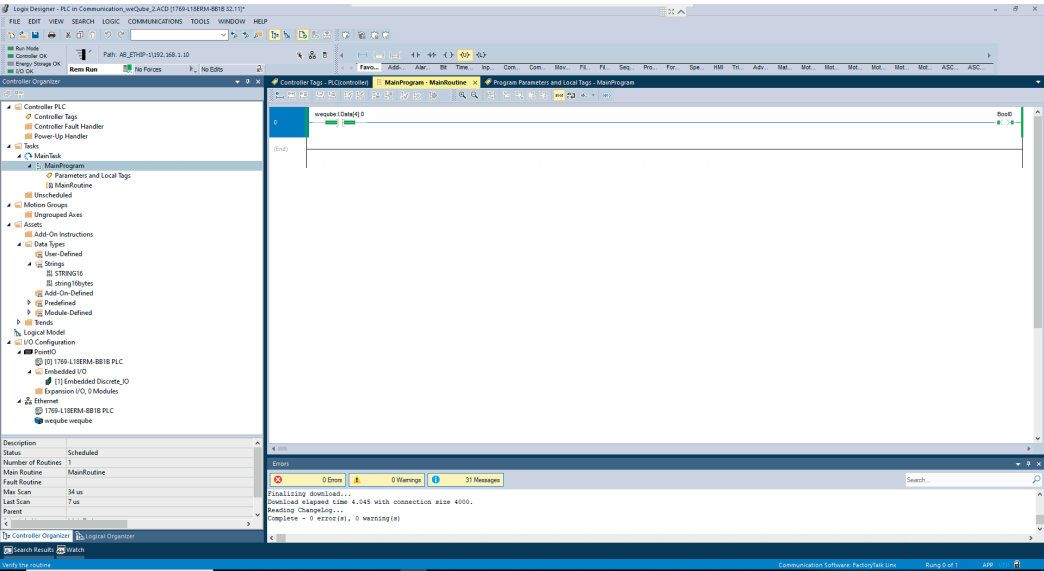 Logix Designer - PLC in Communication_weQube_2.ACD [1769-L18ERM-BB1B 32.11]*
FILE EDIT VIEW SEARCH LOGIC COMMUNICATIONS TOOLS WINDOW HELP
Run Mode
Controller OK
Energy Storage OK
I/O OK
Path: AB_ETHIP-1\192.168.1.10
Rem Run
No Forces
No Edits
Favo... Add-... Alar... Bit Time... Inp... Com... Com... Mov... Fil... Fil... Seq... Pro... For... Spe... HMI Tri... Adv... Mat... Mot... Mot... Mot... Mot... Mot... Mot... ASC... ASC...
Controller Organizer
Controller Tags - PLC(controller) MainProgram - MainRoutine × Program Parameters and Local Tags - MainProgram
Controller PLC
Controller Tags
Controller Fault Handler
Power-Up Handler
Tasks
MainTask
MainProgram
Parameters and Local Tags
MainRoutine
Unscheduled
Motion Groups
Ungrouped Axes
Assets
Add-On Instructions
Data Types
User-Defined
Strings
STRING16
string16bytes
Add-On-Defined
Predefined
Module-Defined
Trends
Logical Model
I/O Configuration
PointIO
[0] 1769-L18ERM-BB1B PLC
Embedded I/O
[1] Embedded Discrete_IO
Expansion I/O, 0 Modules
Ethernet
1769-L18ERM-BB1B PLC
weqube weqube
weqube:I.Data[4].0 Bool0
0
(End)
Description
Status Scheduled
Number of Routines 1
Main Routine MainRoutine
Fault Routine
Max Scan 34 us
Last Scan 7 us
Parent
Controller Organizer Logical Organizer
Errors
0 Errors 0 Warnings 31 Messages Search...
Finalizing download...
Download elapsed time 4.045 with connection size 4000.
Reading ChangeLog...
Complete - 0 error(s), 0 warning(s)
Search Results Watch
Verify the routine
Communication Software: FactoryTalk Linx Rung 0 of 1 APP